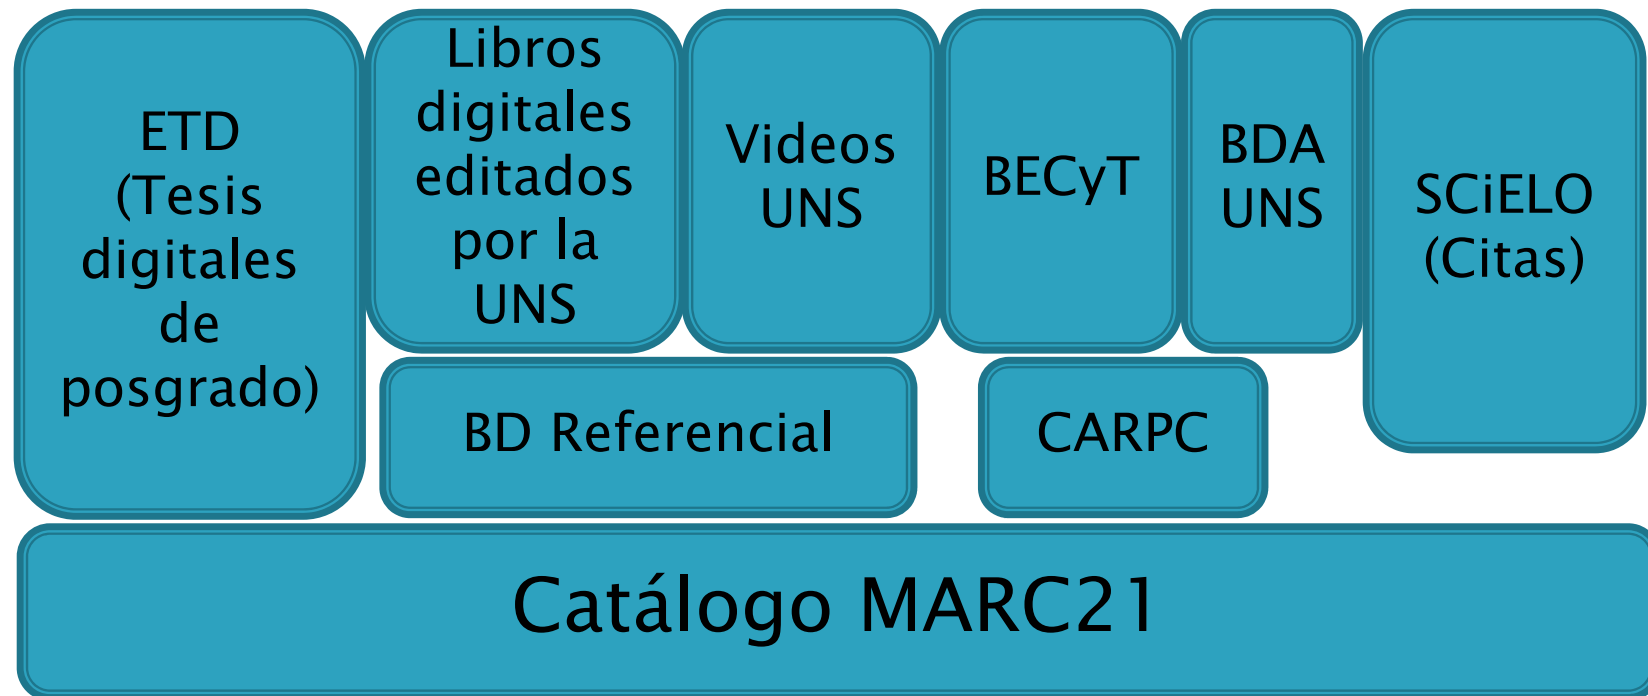 ETD
(Tesis
digitales
de
posgrado)
Libros
digitales
editados
por la
UNS
Videos
UNS
BECyT
BDA
UNS
SCiELO
(Citas)
BD Referencial
CARPC
Catálogo MARC21